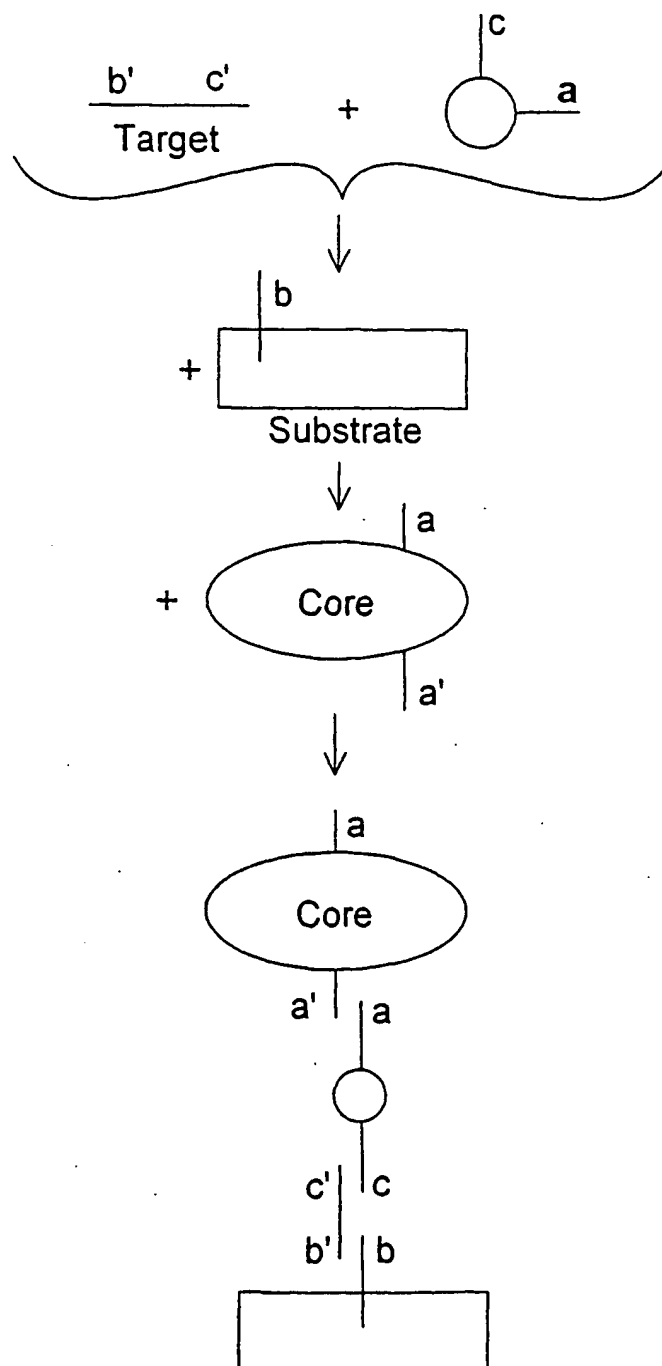 c
b' c' + a
Target
b
+
Substrate
a
+ Core
a'
a
Core
a' a
c' c
b' b